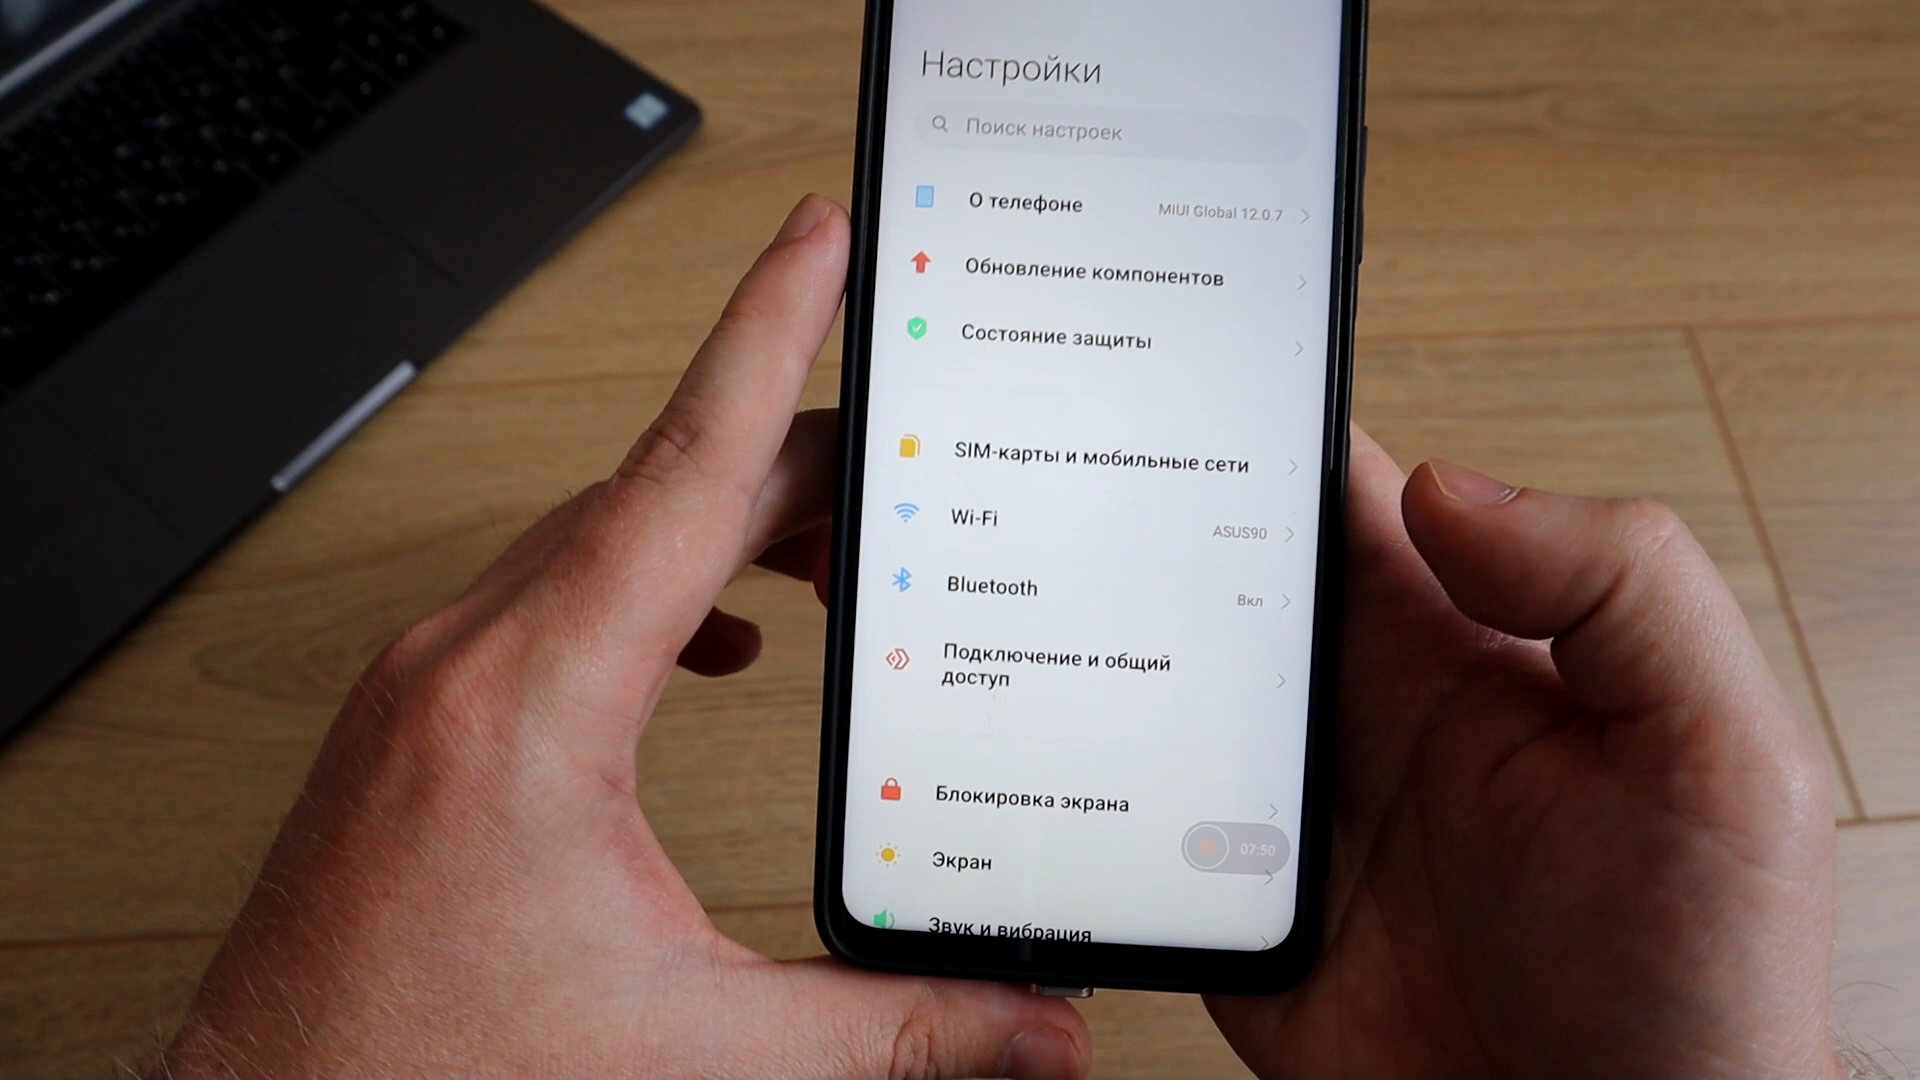 Настройки
Поиск настроек
О телефоне MIUI Global 12.0.7
Обновление компонентов
Состояние защиты
SIM-карты и мобильные сети
Wi-Fi ASUS90
Bluetooth Вкл
Подключение и общий
доступ
Блокировка экрана
07:50
Экран
Звук и вибрация